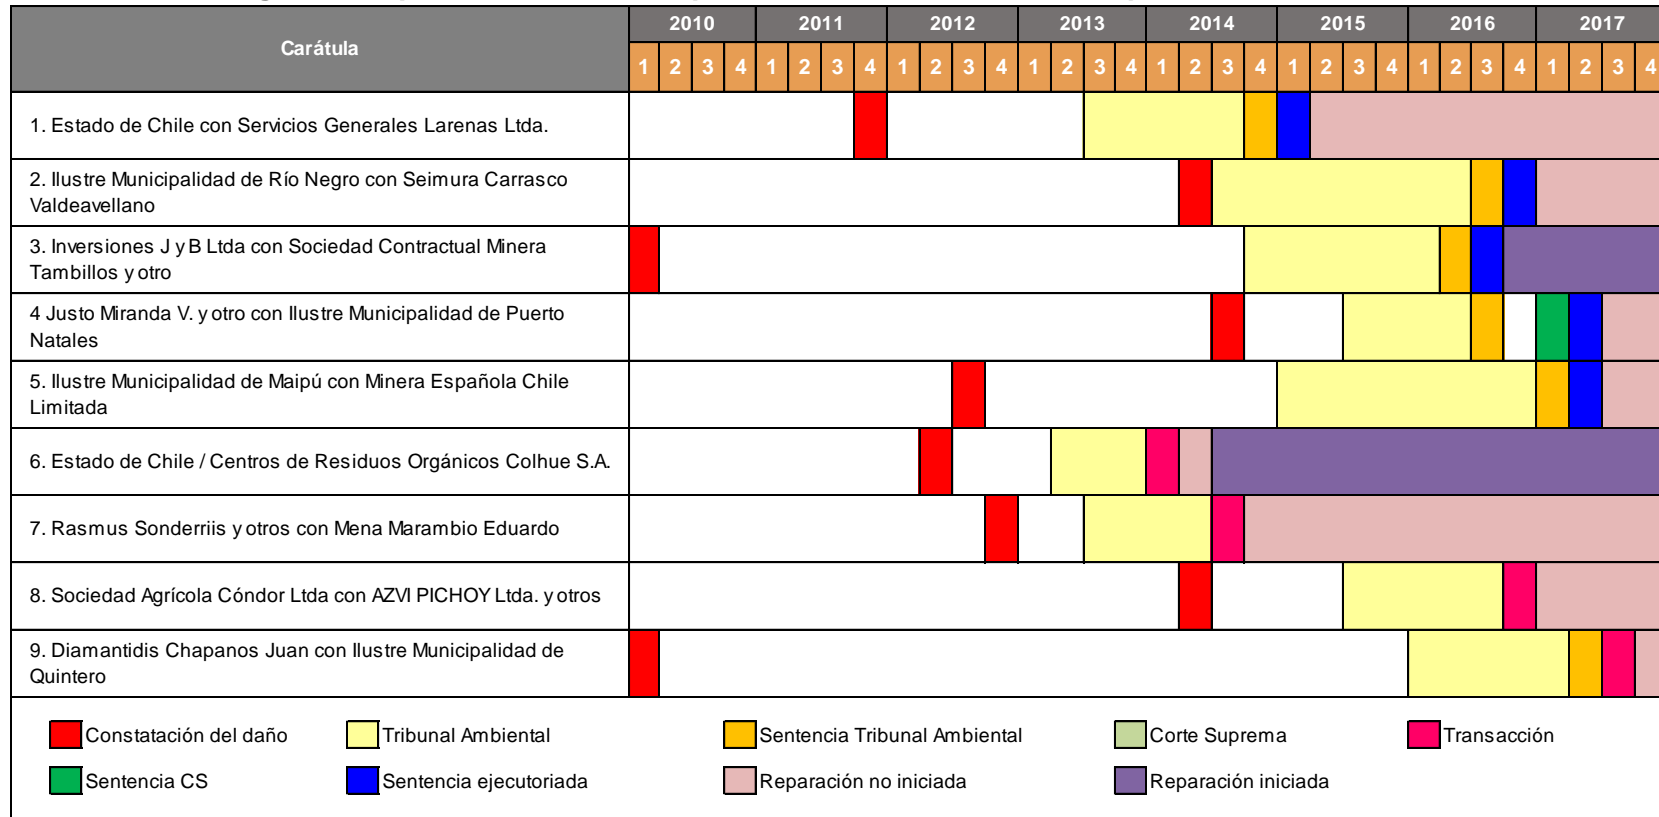 Carátula
2010 2011 2012 2013 2014 2015 2016 2017
1 2 3 4 1 2 3 4 1 2 3 4 1 2 3 4 1 2 3 4 1 2 3 4 1 2 3 4 1 2 3 4
1. Estado de Chile con Servicios Generales Larenas Ltda.
2. Ilustre Municipalidad de Río Negro con Seimura Carrasco
Valdeavellano
3. Inversiones J y B Ltda con Sociedad Contractual Minera
Tambillos y otro
4 Justo Miranda V. y otro con Ilustre Municipalidad de Puerto
Natales
5. Ilustre Municipalidad de Maipú con Minera Española Chile
Limitada
6. Estado de Chile / Centros de Residuos Orgánicos Colhue S.A.
7. Rasmus Sonderriis y otros con Mena Marambio Eduardo
8. Sociedad Agrícola Cóndor Ltda con AZVI PICHOY Ltda. y otros
9. Diamantidis Chapanos Juan con Ilustre Municipalidad de
Quintero
Constatación del daño Tribunal Ambiental Sentencia Tribunal Ambiental Corte Suprema Transacción
Sentencia CS Sentencia ejecutoriada Reparación no iniciada Reparación iniciada